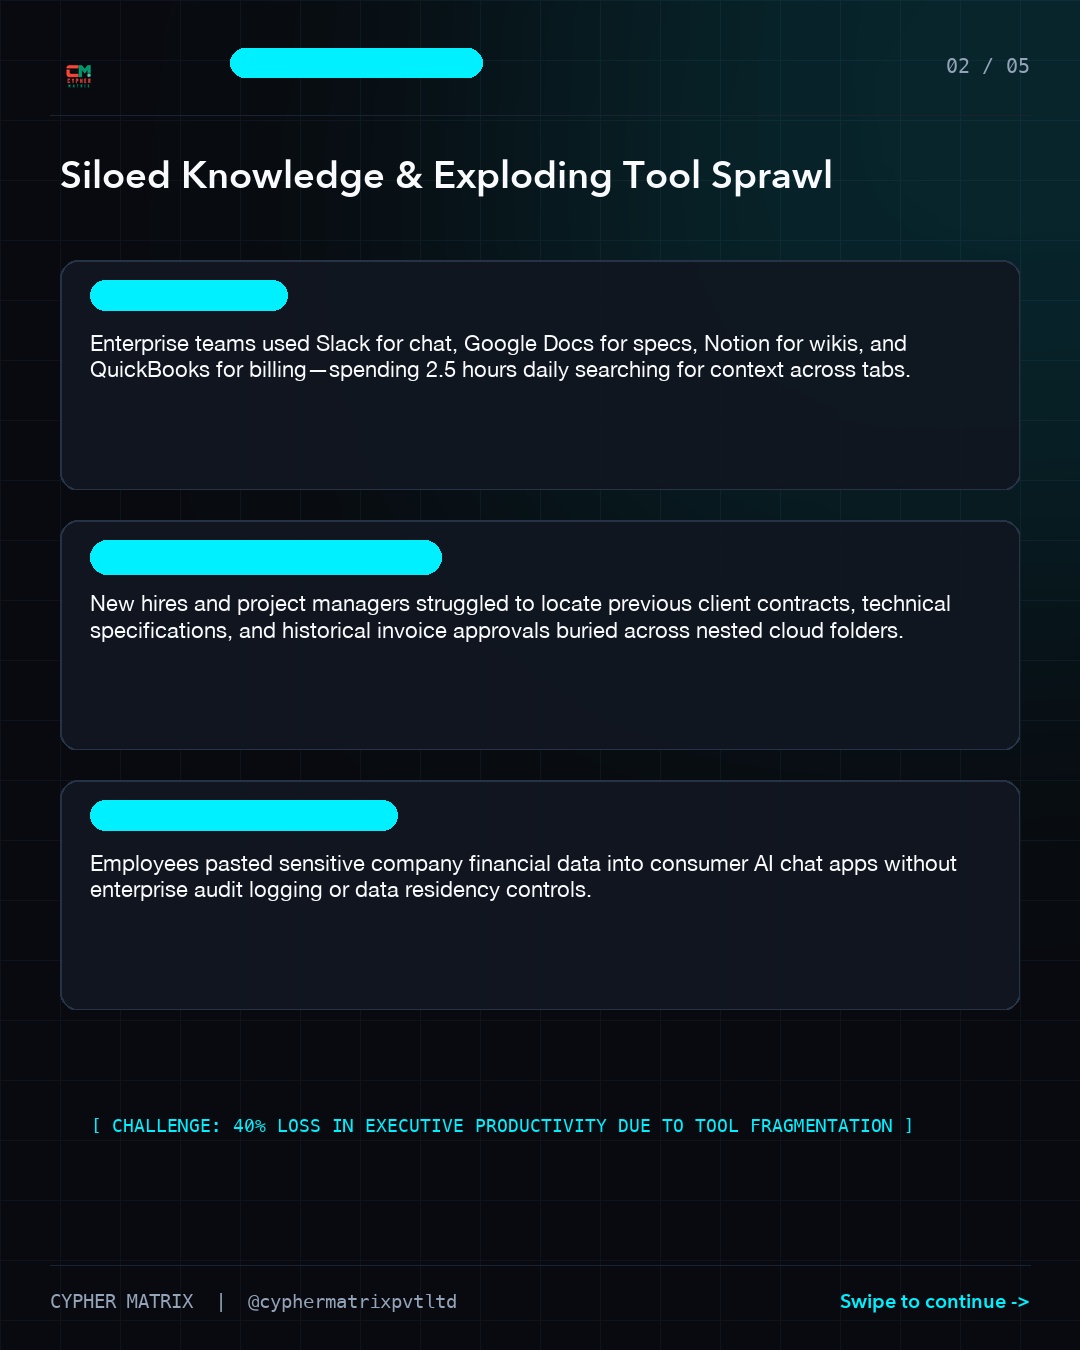 CM
CYPHER
MATRIX
02 / 05
Siloed Knowledge & Exploding Tool Sprawl
Enterprise teams used Slack for chat, Google Docs for specs, Notion for wikis, and
QuickBooks for billing—spending 2.5 hours daily searching for context across tabs.
New hires and project managers struggled to locate previous client contracts, technical
specifications, and historical invoice approvals buried across nested cloud folders.
Employees pasted sensitive company financial data into consumer AI chat apps without
enterprise audit logging or data residency controls.
[ CHALLENGE: 40% LOSS IN EXECUTIVE PRODUCTIVITY DUE TO TOOL FRAGMENTATION ]
CYPHER MATRIX | @cyphermatrixpvtltd
Swipe to continue ->